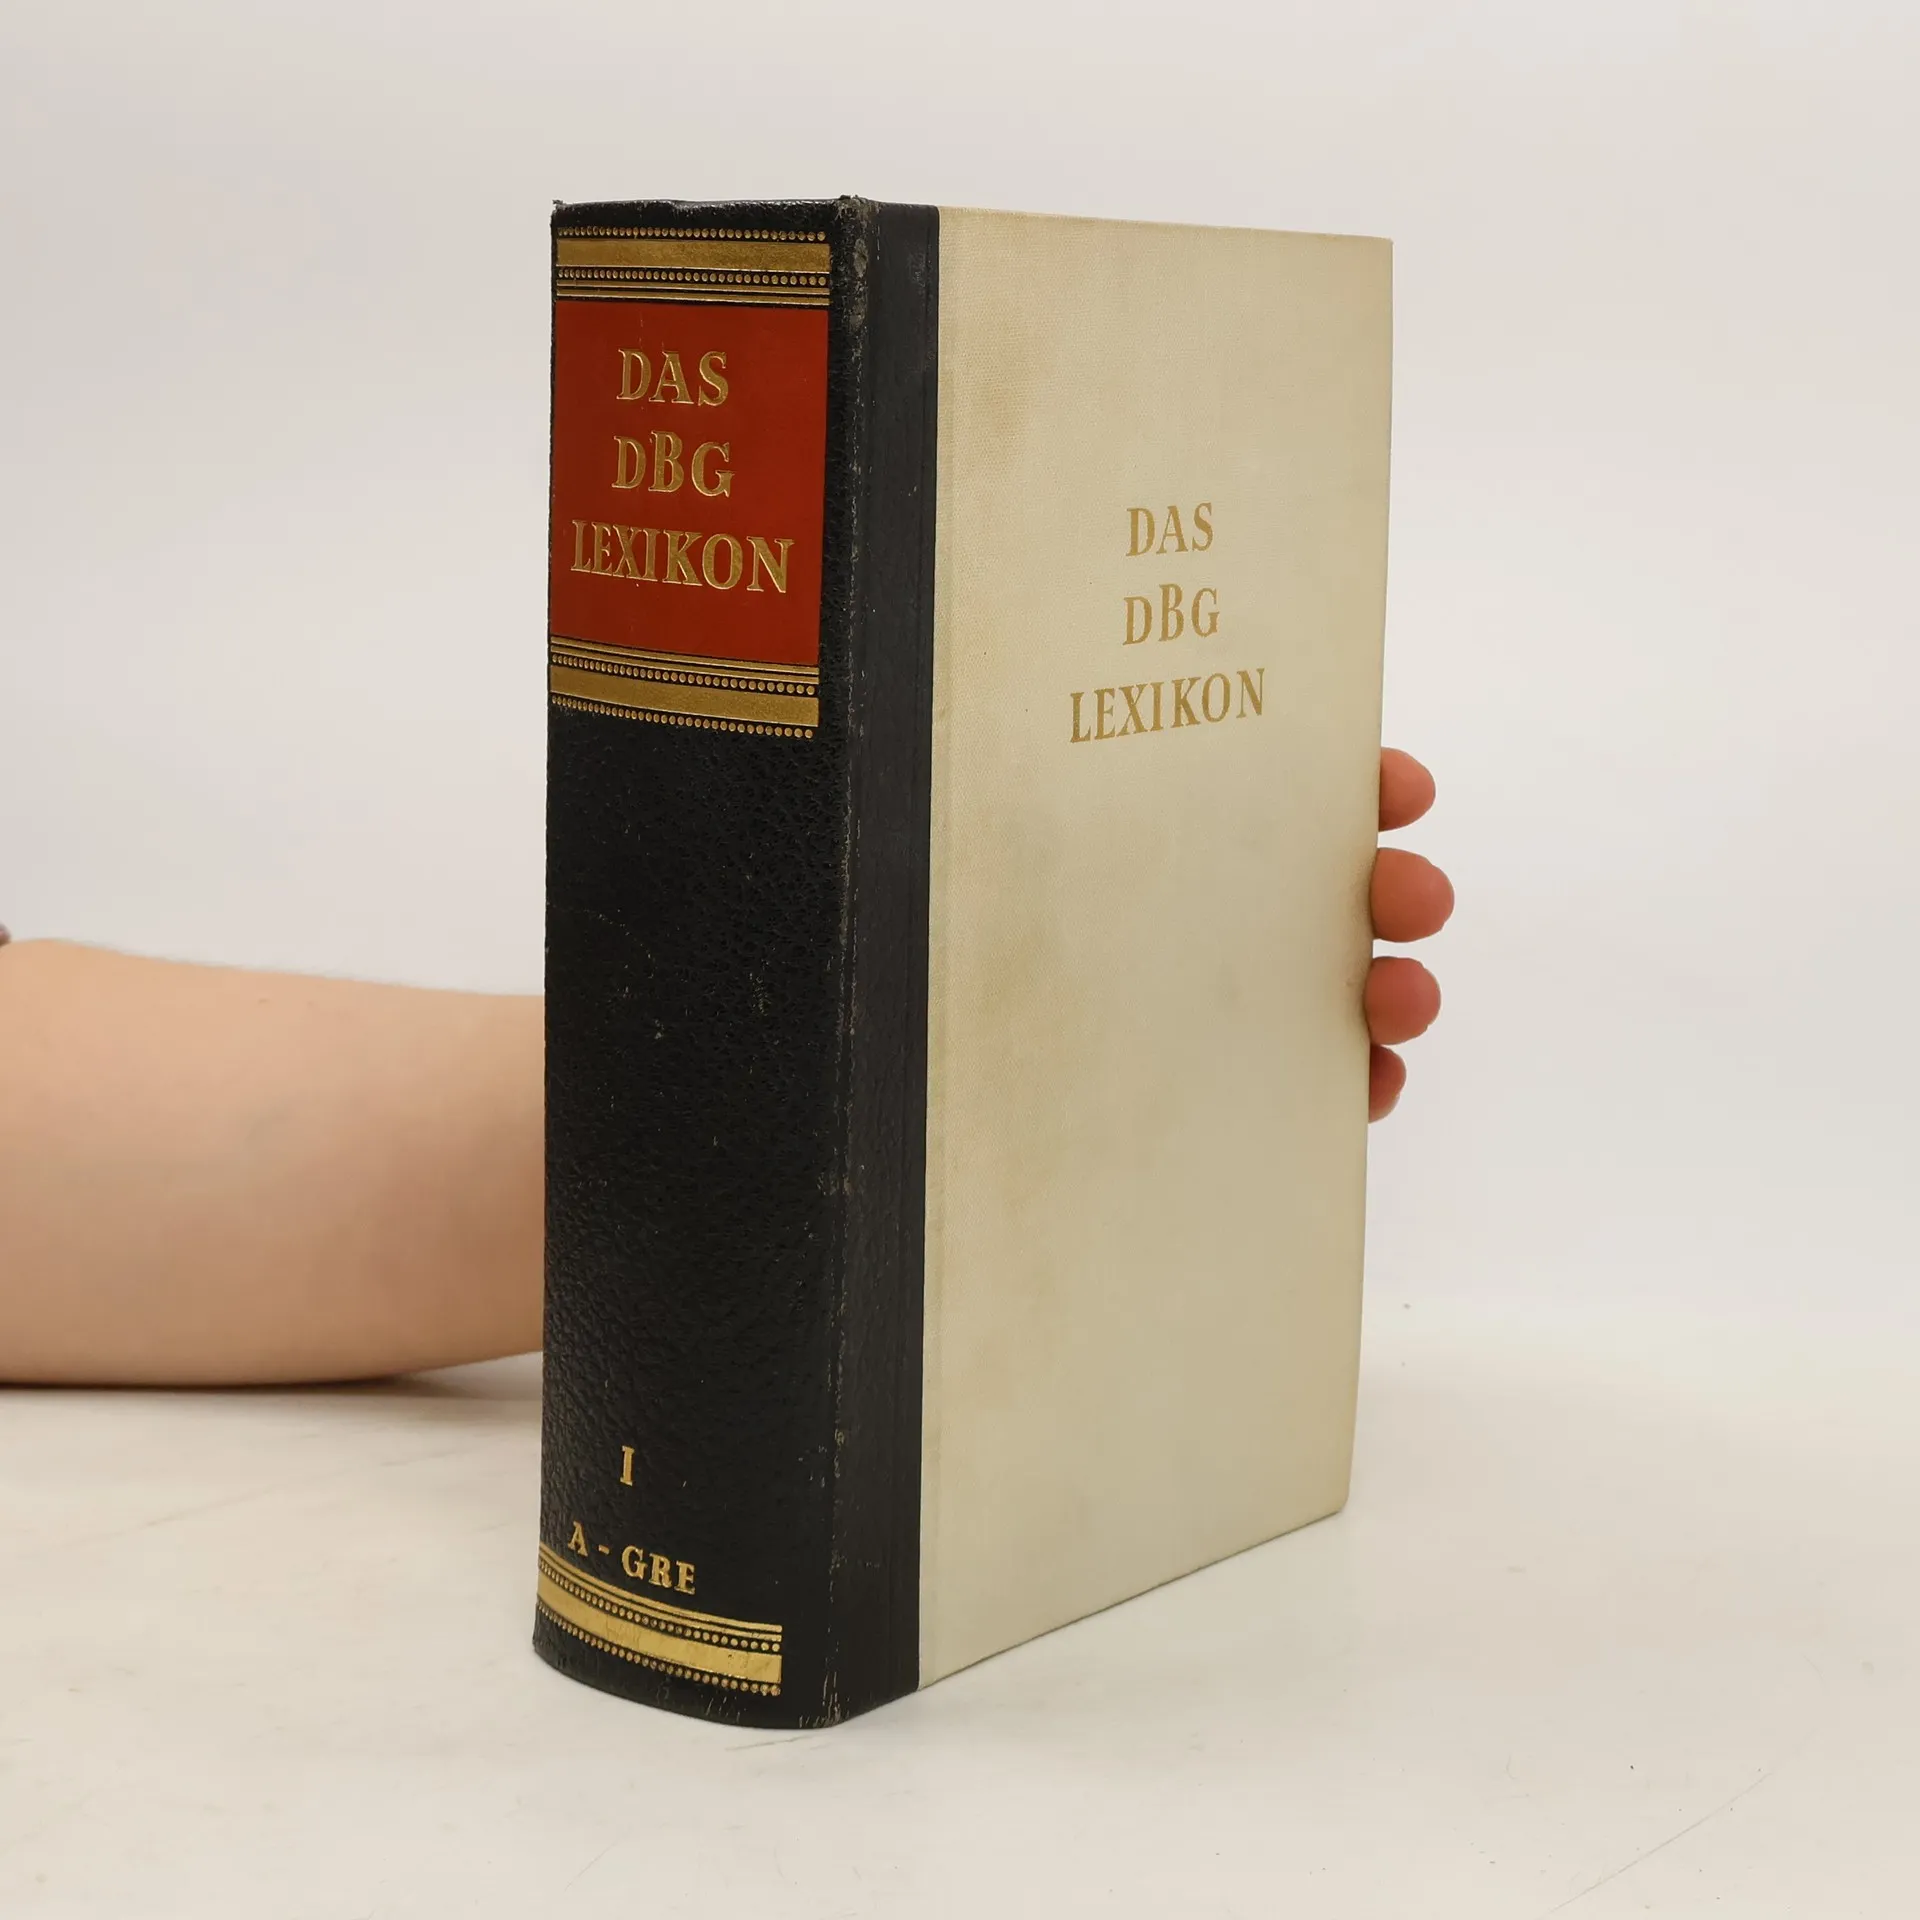 DAS
DBG
LEXIKON
I
A - GRE
DAS
DBG
LEXIKON